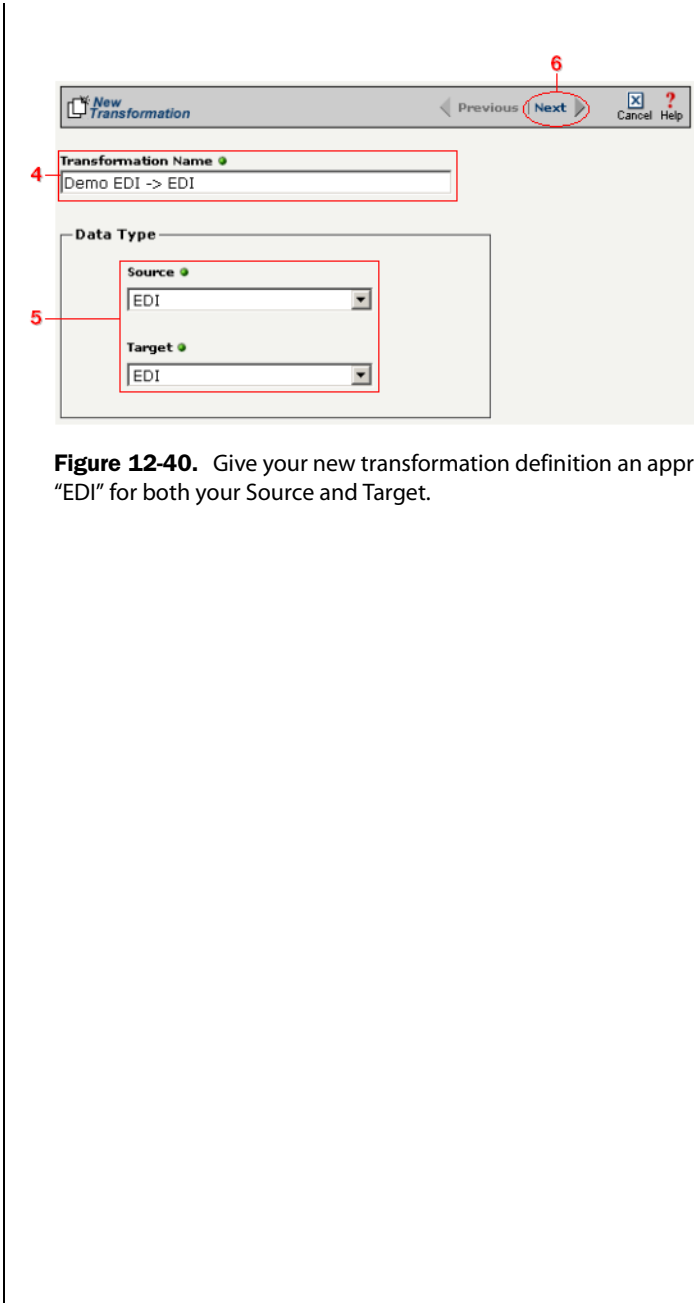 6
New
Transformation
Previous Next Cancel Help
Transformation Name
4
Demo EDI -> EDI
Data Type
Source
EDI
5
Target
EDI
Figure 12-40. Give your new transformation definition an appr
“EDI” for both your Source and Target.